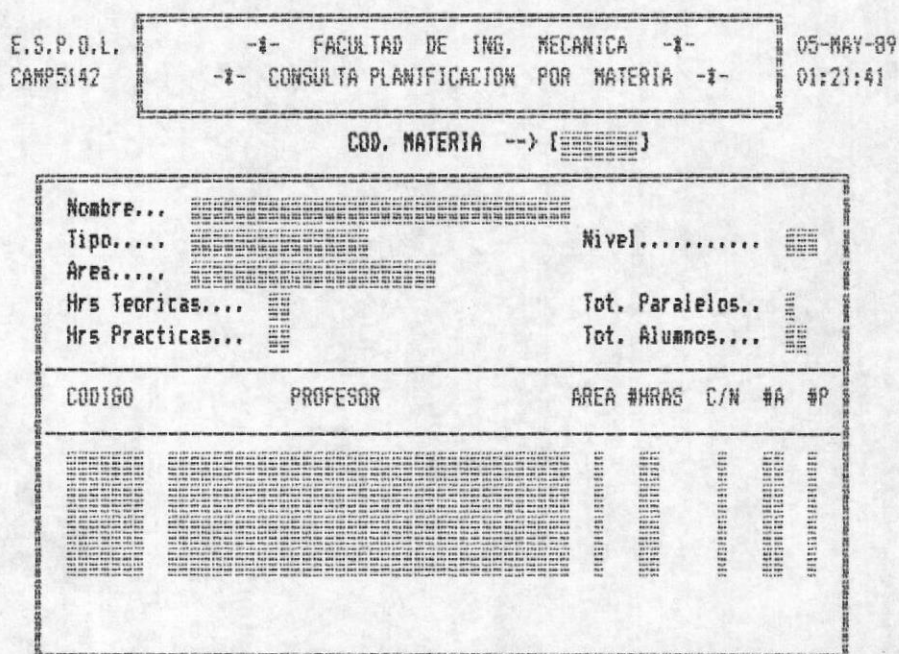 E.S.P.O.L. -*- FACULTAD DE ING. MECANICA -*- 05-MAY-89
CAMP5142 -*- CONSULTA PLANIFICACION POR MATERIA -*- 01:21:41
COD. MATERIA --> [ ]
Nombre...
Tipo..... Nivel...........
Area.....
Hrs Teoricas.... Tot. Paralelos..
Hrs Practicas... Tot. Alumnos....
CODIGO PROFESOR AREA #HRAS C/N #A #P